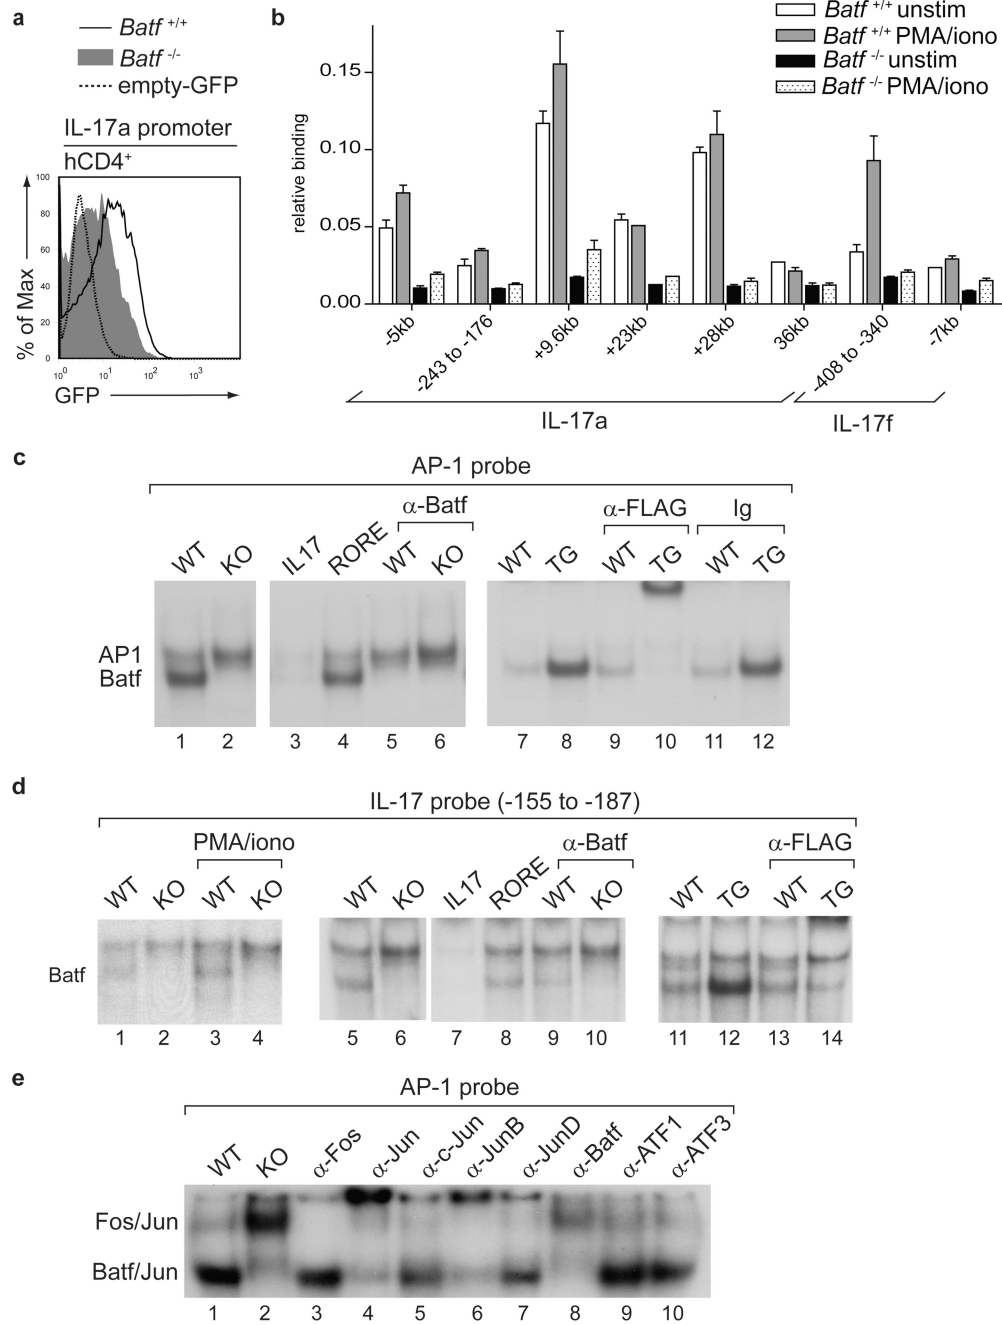 a
Batf +/+
Batf -/-
empty-GFP
IL-17a promoter
hCD4+
100
80
60
40
20
0
% of Max
10^0 10^1 10^2 10^3
GFP
b
Batf +/+ unstim
Batf +/+ PMA/iono
Batf -/- unstim
Batf -/- PMA/iono
relative binding
0.15
0.10
0.05
0.00
-5kb -243 to -176 +9.6kb +23kb +28kb 36kb -408 to -340 -7kb
IL-17a IL-17f
c
AP-1 probe
α-Batf α-FLAG Ig
WT KO IL17 RORE WT KO WT TG WT TG WT TG
AP1
Batf
1 2 3 4 5 6 7 8 9 10 11 12
d
IL-17 probe (-155 to -187)
PMA/iono α-Batf α-FLAG
WT KO WT KO WT KO IL17 RORE WT KO WT TG WT TG
Batf
1 2 3 4 5 6 7 8 9 10 11 12 13 14
e
AP-1 probe
WT KO α-Fos α-Jun α-c-Jun α-JunB α-JunD α-Batf α-ATF1 α-ATF3
Fos/Jun
Batf/Jun
1 2 3 4 5 6 7 8 9 10